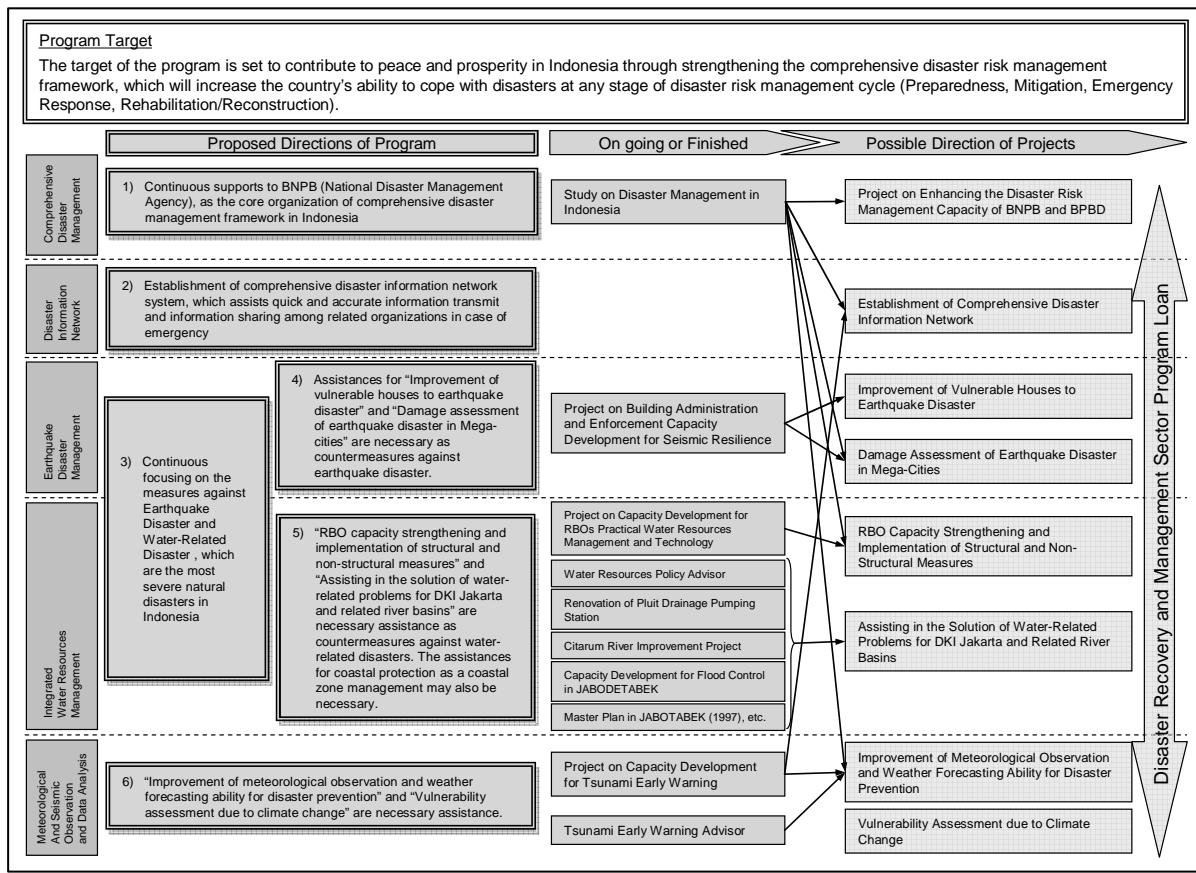 Program Target
The target of the program is set to contribute to peace and prosperity in Indonesia through strengthening the comprehensive disaster risk management
framework, which will increase the country’s ability to cope with disasters at any stage of disaster risk management cycle (Preparedness, Mitigation, Emergency
Response, Rehabilitation/Reconstruction).
Proposed Directions of Program
On going or Finished
Possible Direction of Projects
Comprehensive
Disaster
Management
1) Continuous supports to BNPB (National Disaster Management
Agency), as the core organization of comprehensive disaster
management framework in Indonesia
Study on Disaster Management in
Indonesia
Project on Enhancing the Disaster Risk
Management Capacity of BNPB and BPBD
Disaster
Information
Network
2) Establishment of comprehensive disaster information network
system, which assists quick and accurate information transmit
and information sharing among related organizations in case of
emergency
Establishment of Comprehensive Disaster
Information Network
Earthquake
Disaster
Management
3) Continuous
focusing on the
measures against
Earthquake
Disaster and
Water-Related
Disaster , which
are the most
severe natural
disasters in
Indonesia
4) Assistances for “Improvement of
vulnerable houses to earthquake
disaster” and “Damage assessment
of earthquake disaster in Mega-
cities” are necessary as
countermeasures against
earthquake disaster.
Project on Building Administration
and Enforcement Capacity
Development for Seismic Resilience
Improvement of Vulnerable Houses to
Earthquake Disaster
Damage Assessment of Earthquake Disaster
in Mega-Cities
Integrated
Water Resources
Management
5) “RBO capacity strengthening and
implementation of structural and
non-structural measures” and
“Assisting in the solution of water-
related problems for DKI Jakarta
and related river basins” are
necessary assistance as
countermeasures against water-
related disasters. The assistances
for coastal protection as a coastal
zone management may also be
necessary.
Project on Capacity Development for
RBOs Practical Water Resources
Management and Technology
Water Resources Policy Advisor
Renovation of Pluit Drainage Pumping
Station
Citarum River Improvement Project
Capacity Development for Flood Control
in JABODETABEK
Master Plan in JABOTABEK (1997), etc.
RBO Capacity Strengthening and
Implementation of Structural and Non-
Structural Measures
Assisting in the Solution of Water-Related
Problems for DKI Jakarta and Related River
Basins
Meteorological
And Seismic
Observation
and Data Analysis
6) “Improvement of meteorological observation and weather
forecasting ability for disaster prevention” and “Vulnerability
assessment due to climate change” are necessary assistance.
Project on Capacity Development
for Tsunami Early Warning
Tsunami Early Warning Advisor
Improvement of Meteorological Observation
and Weather Forecasting Ability for Disaster
Prevention
Vulnerability Assessment due to Climate
Change
Disaster Recovery and Management Sector Program Loan